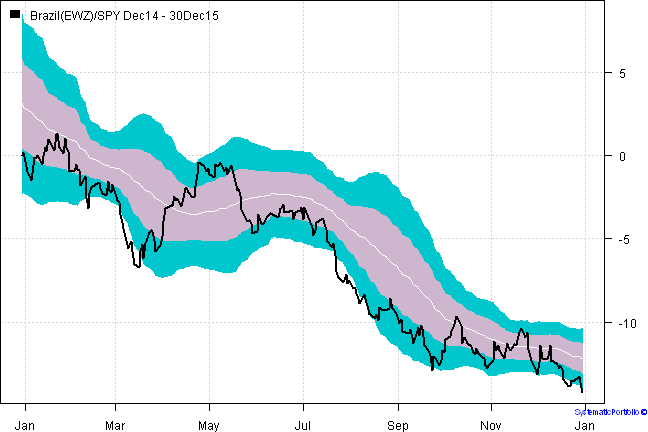 Brazil(EWZ)/SPY Dec14 - 30Dec15
5
0
-5
-10
Jan Mar May Jul Sep Nov Jan
SystematicPortfolio ©